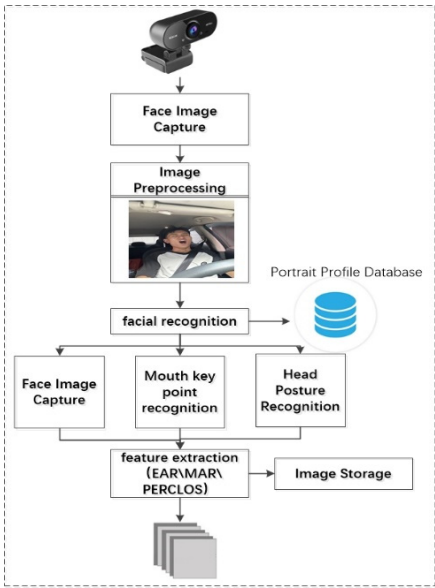 Face Image
Capture
Image
Preprocessing
Portrait Profile Database
facial recognition
Face Image
Capture
Mouth key
point
recognition
Head
Posture
Recognition
feature extraction
（EAR\MAR\
PERCLOS）
Image Storage